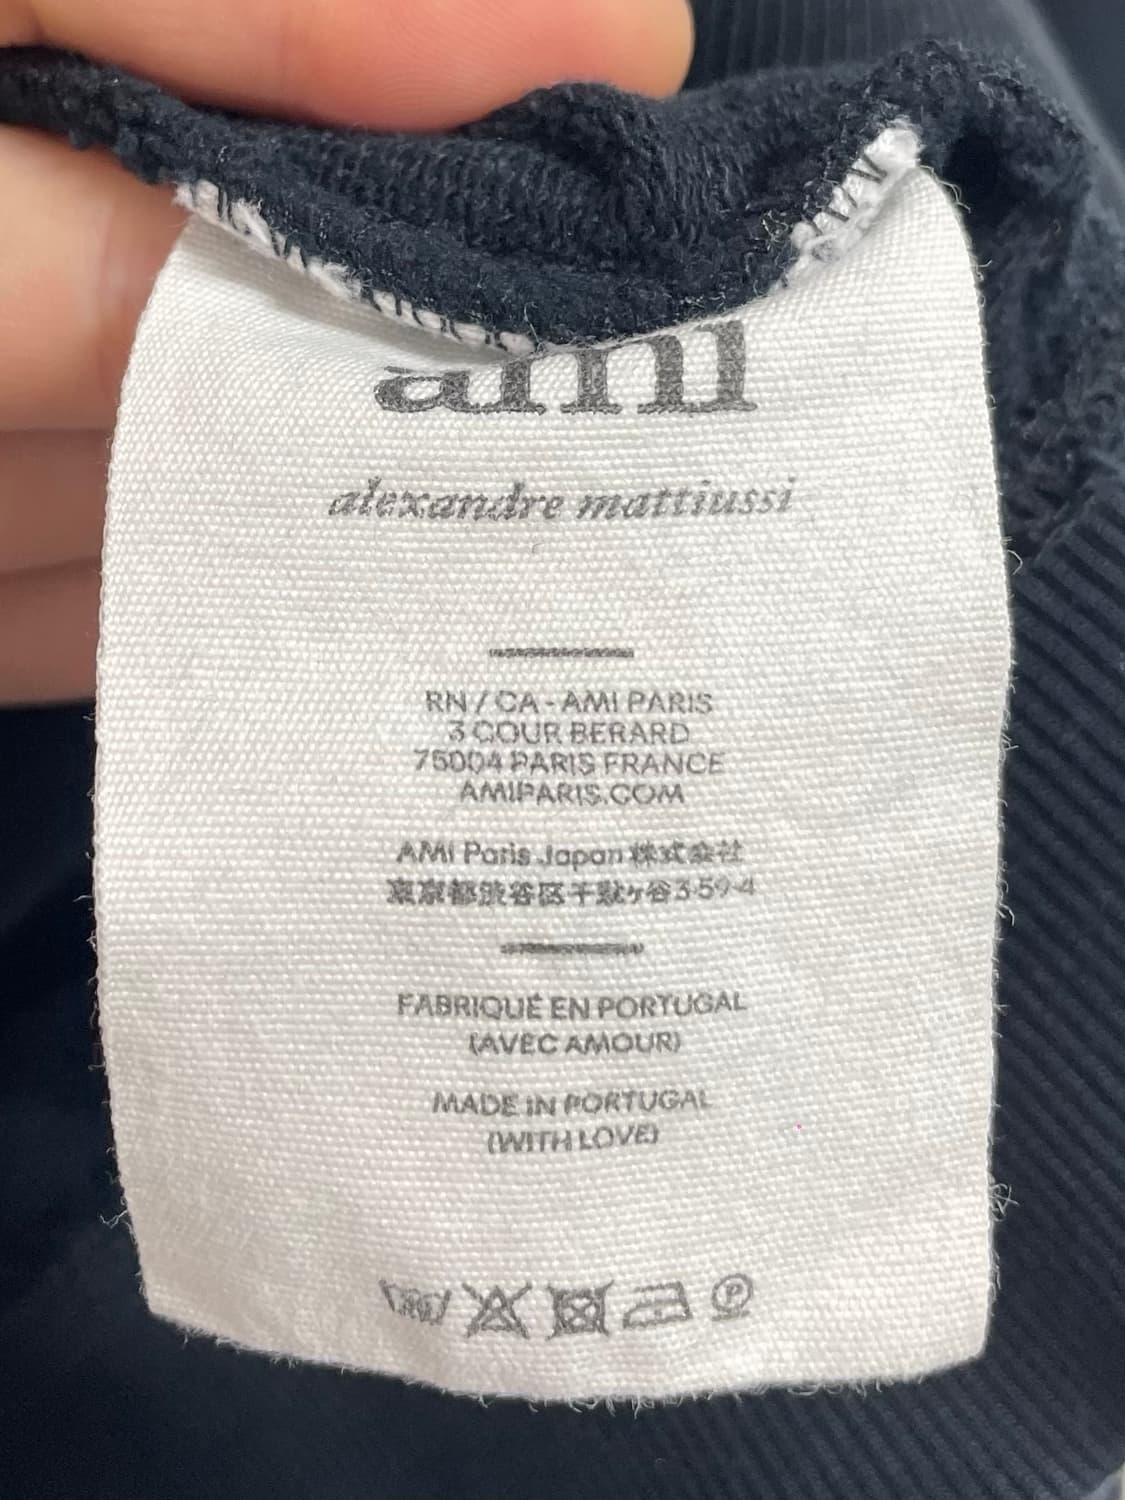 ami
alexandre mattiussi
RN / CA - AMI PARIS
3 COUR BERARD
75004 PARIS FRANCE
AMIPARIS.COM
AMI Paris Japan 株式会社
東京都渋谷区千駄ヶ谷3-59-4
FABRIQUÉ EN PORTUGAL
(AVEC AMOUR)
MADE IN PORTUGAL
(WITH LOVE)
P